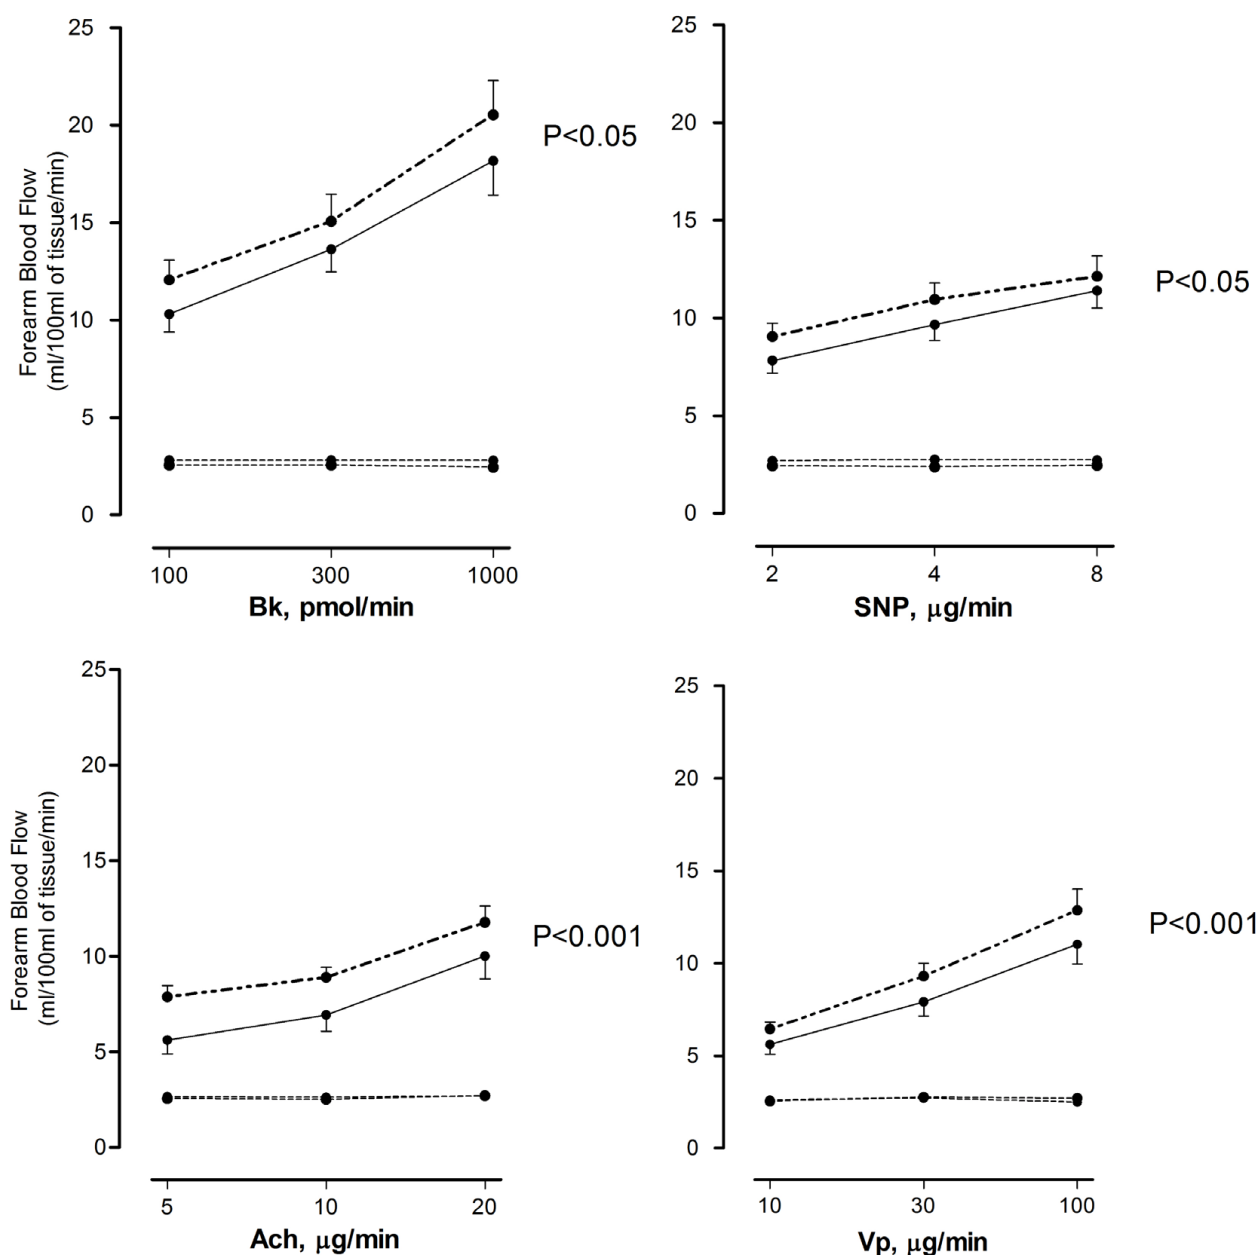 Forearm Blood Flow
(ml/100ml of tissue/min)
25
20
15
10
5
0
100 300 1000
Bk, pmol/min
P<0.05
25
20
15
10
5
0
2 4 8
SNP, μg/min
P<0.05
Forearm Blood Flow
(ml/100ml of tissue/min)
25
20
15
10
5
0
5 10 20
Ach, μg/min
P<0.001
25
20
15
10
5
0
10 30 100
Vp, μg/min
P<0.001